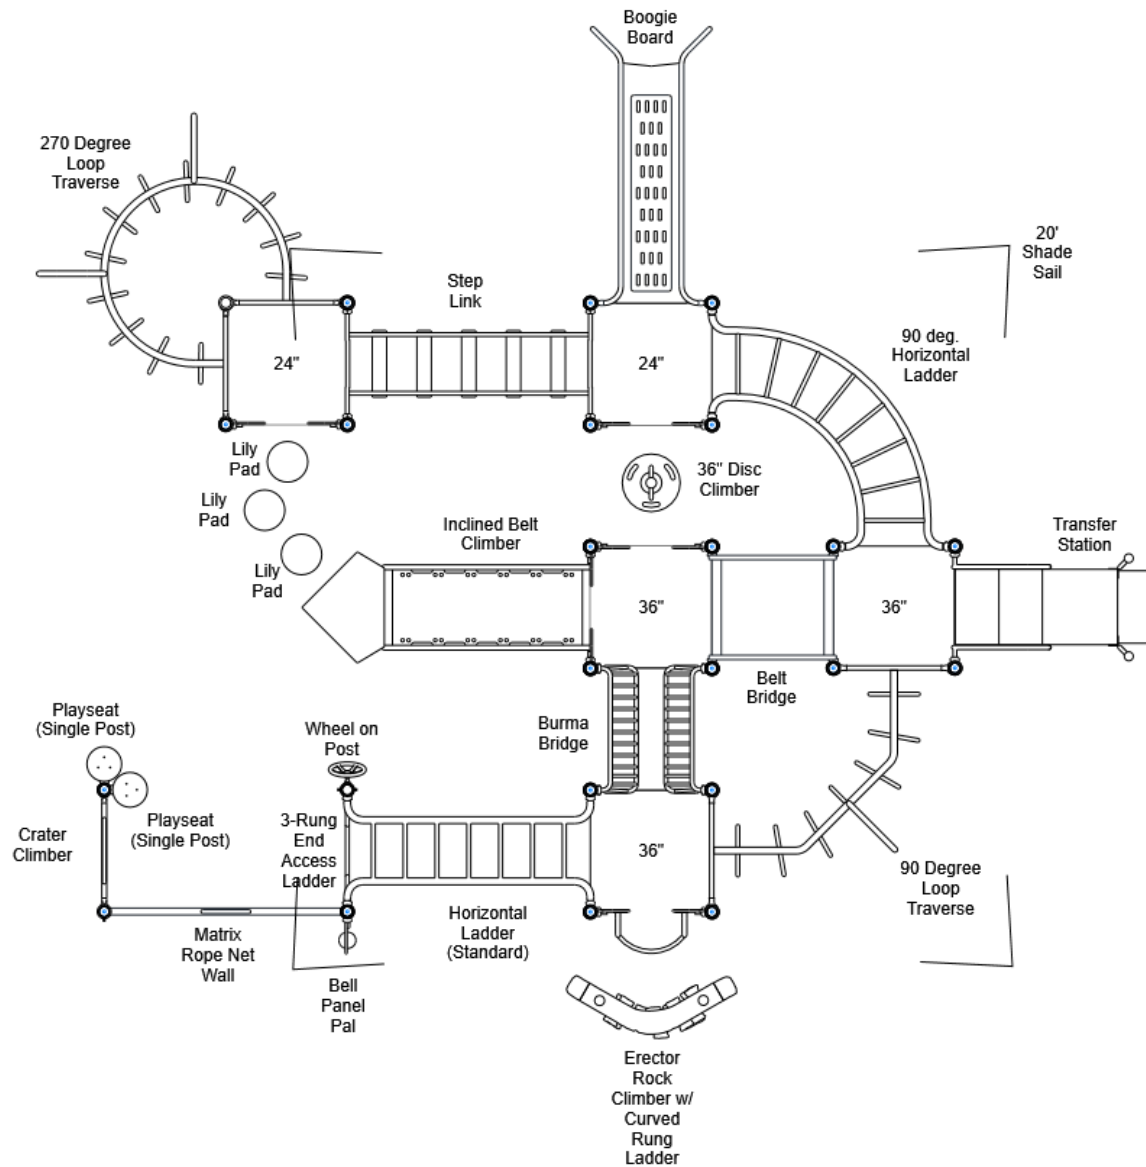 Boogie
Board
270 Degree
Loop
Traverse
20'
Shade
Sail
Step
Link
90 deg.
Horizontal
Ladder
24"
24"
Lily
Pad
Lily
Pad
Lily
Pad
36" Disc
Climber
Inclined Belt
Climber
Transfer
Station
36"
36"
Belt
Bridge
Burma
Bridge
Playseat
(Single Post)
Wheel on
Post
Playseat
(Single Post)
Crater
Climber
3-Rung
End
Access
Ladder
36"
90 Degree
Loop
Traverse
Horizontal
Ladder
(Standard)
Matrix
Rope Net
Wall
Bell
Panel
Pal
Erector
Rock
Climber w/
Curved
Rung
Ladder